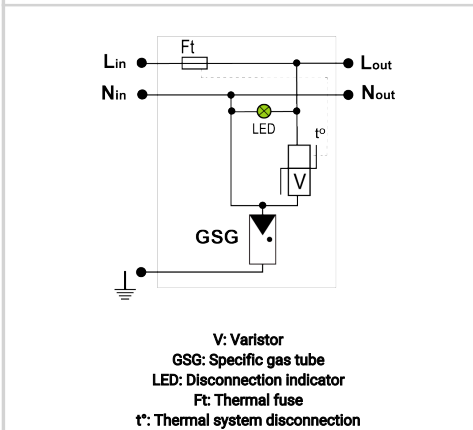 Ft
Lin
Lout
Nin
Nout
LED
t°
V
GSG
V: Varistor
GSG: Specific gas tube
LED: Disconnection indicator
Ft: Thermal fuse
t°: Thermal system disconnection